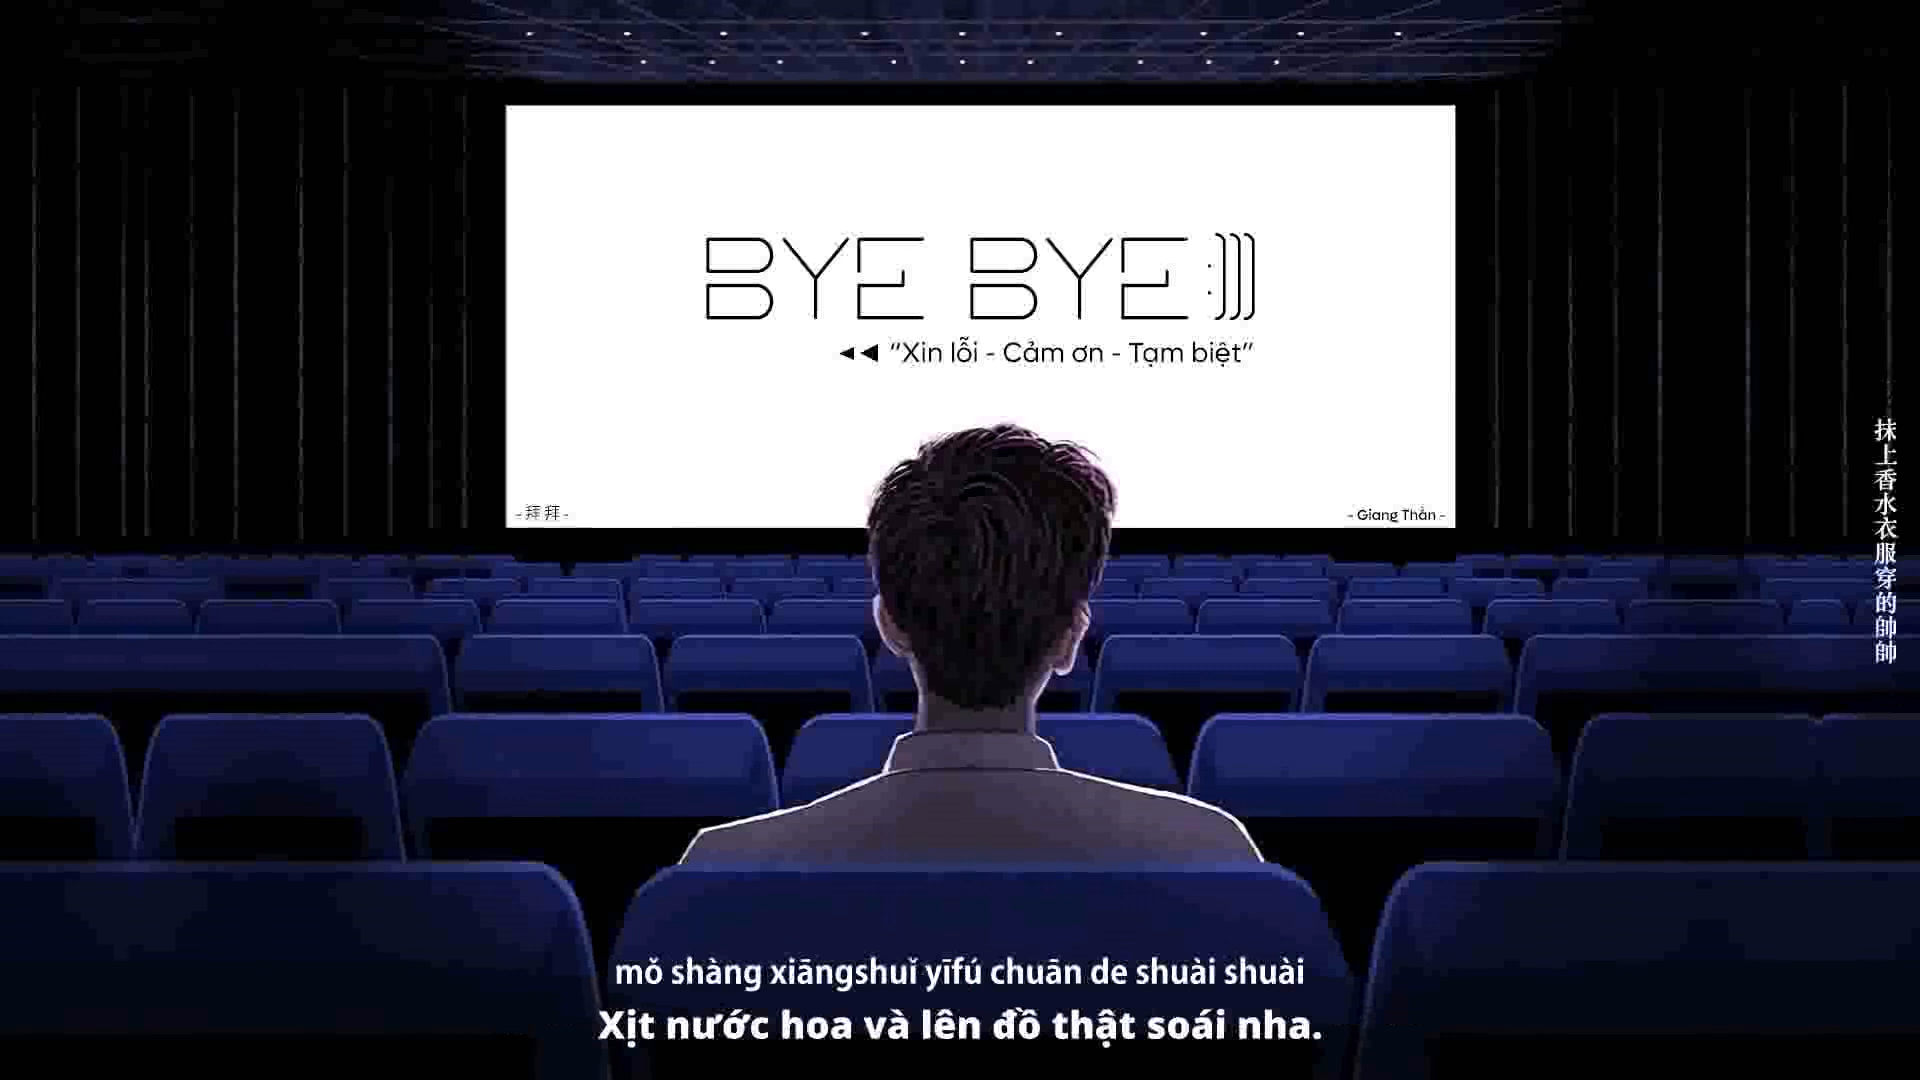 BYE BYE :)))
◄◄ "Xin lỗi - Cảm ơn - Tạm biệt"
- 拜拜 -
- Giang Thần -
抹上香水衣服穿的帥帥
mǒ shàng xiāngshuǐ yīfú chuān de shuài shuài
Xịt nước hoa và lên đồ thật soái nha.